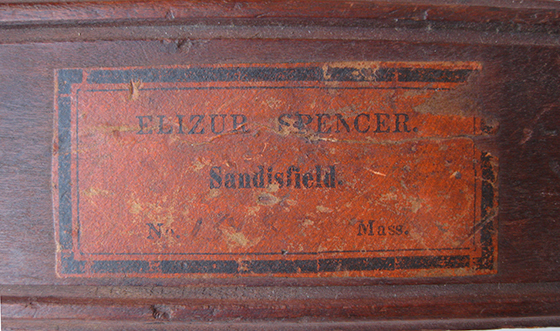 ELIZUR SPENCER.
Sandisfield.
No. Mass.